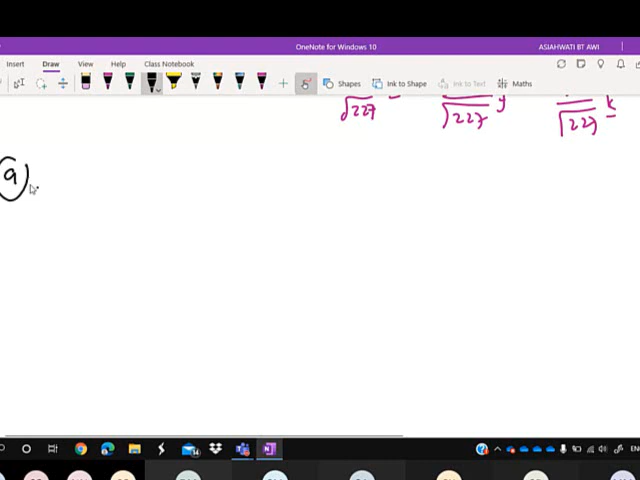 OneNote for Windows 10 ASIAHWATI BT AWI
Insert Draw View Help Class Notebook
Shapes Ink to Shape Ink to Text Maths
√227 √227 y √227 k
9